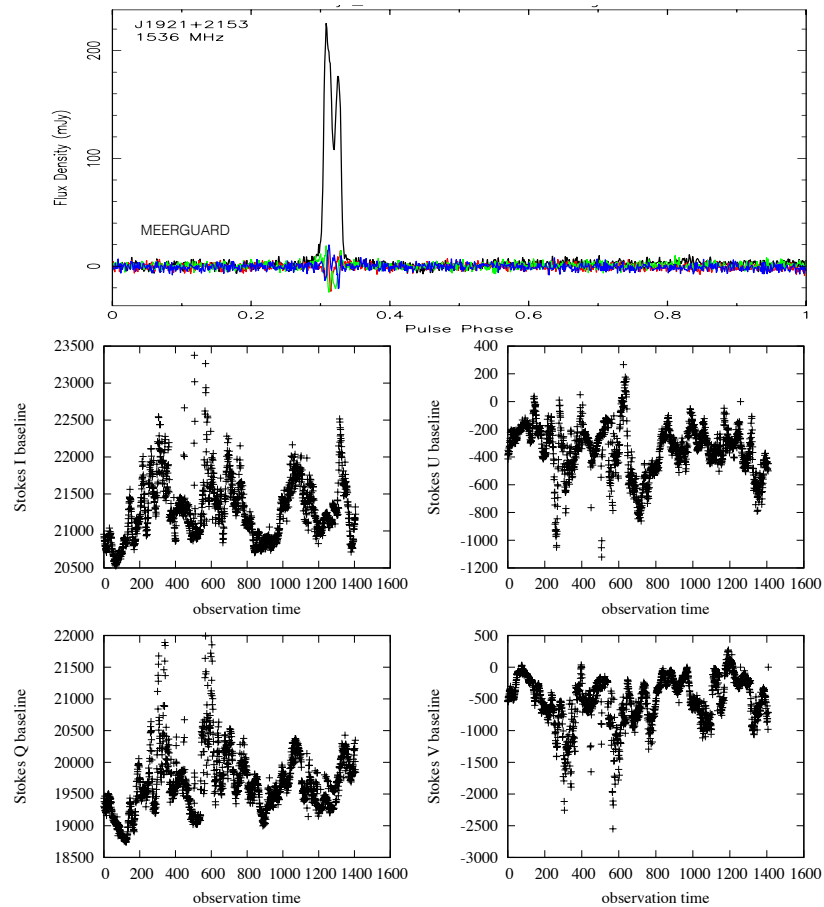 J1921+2153
1536 MHz
200
100
0
Flux Density (mJy)
MEERGUARD
0 0.2 0.4 0.6 0.8 1
Pulse Phase
23500
23000
22500
22000
21500
21000
20500
Stokes I baseline
0 200 400 600 800 1000 1200 1400 1600
observation time
400
200
0
-200
-400
-600
-800
-1000
-1200
Stokes U baseline
0 200 400 600 800 1000 1200 1400 1600
observation time
22000
21500
21000
20500
20000
19500
19000
18500
Stokes Q baseline
0 200 400 600 800 1000 1200 1400 1600
observation time
500
0
-500
-1000
-1500
-2000
-2500
-3000
Stokes V baseline
0 200 400 600 800 1000 1200 1400 1600
observation time